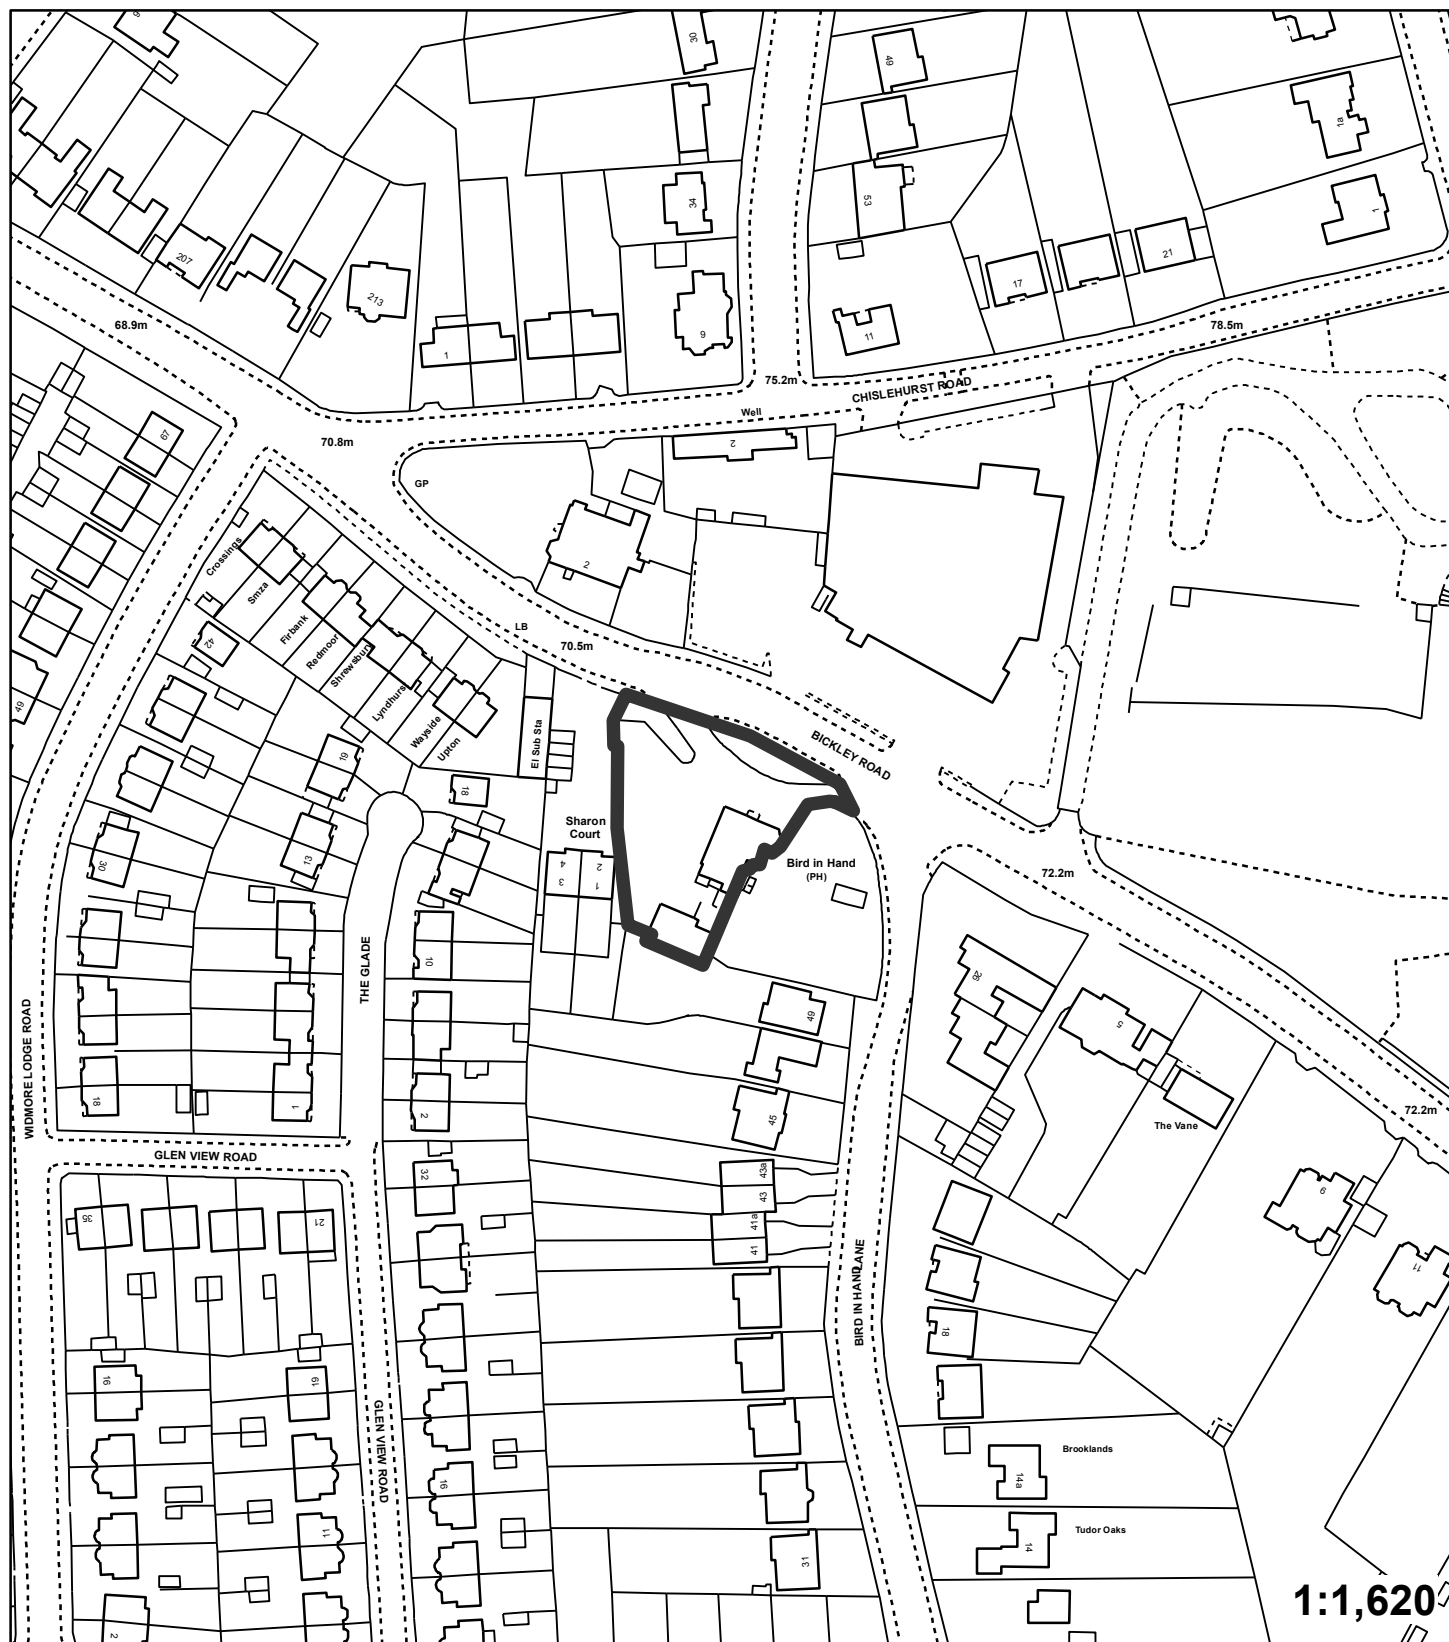 9
30
49
1a
34
53
1
207
213
17
21
68.9m
1
9
11
78.5m
75.2m
CHISLEHURST ROAD
Well
67
70.8m
2
GP
Crossings
2
Smza
Firbank
LB
42
Redmoor
70.5m
Shrewsbury
49
Lyndhurs
Wayside
El Sub Sta
BICKLEY ROAD
Upton
19
18
Sharon
Court
13
30
4
2
3
1
Bird in Hand
(PH)
72.2m
THE GLADE
10
26
49
5
WIDMORE LODGE ROAD
18
1
2
45
The Vane
72.2m
GLEN VIEW ROAD
32
43a
43
9
35
21
41a
41
BIRD IN HAND LANE
11
18
16
19
GLEN VIEW ROAD
Brooklands
16
14a
11
Tudor Oaks
31
14
2
1:1,620